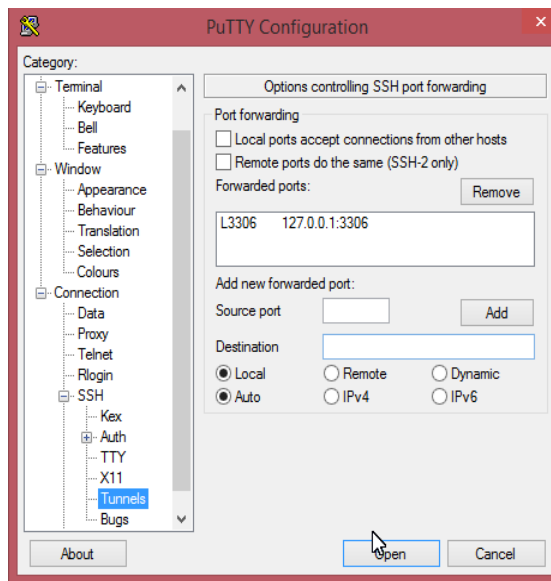 PuTTY Configuration
Category:
Terminal
Keyboard
Bell
Features
Window
Appearance
Behaviour
Translation
Selection
Colours
Connection
Data
Proxy
Telnet
Rlogin
SSH
Kex
Auth
TTY
X11
Tunnels
Bugs
Options controlling SSH port forwarding
Port forwarding
Local ports accept connections from other hosts
Remote ports do the same (SSH-2 only)
Forwarded ports:
Remove
L3306 127.0.0.1:3306
Add new forwarded port:
Source port
Add
Destination
Local Remote Dynamic
Auto IPv4 IPv6
About
Open
Cancel